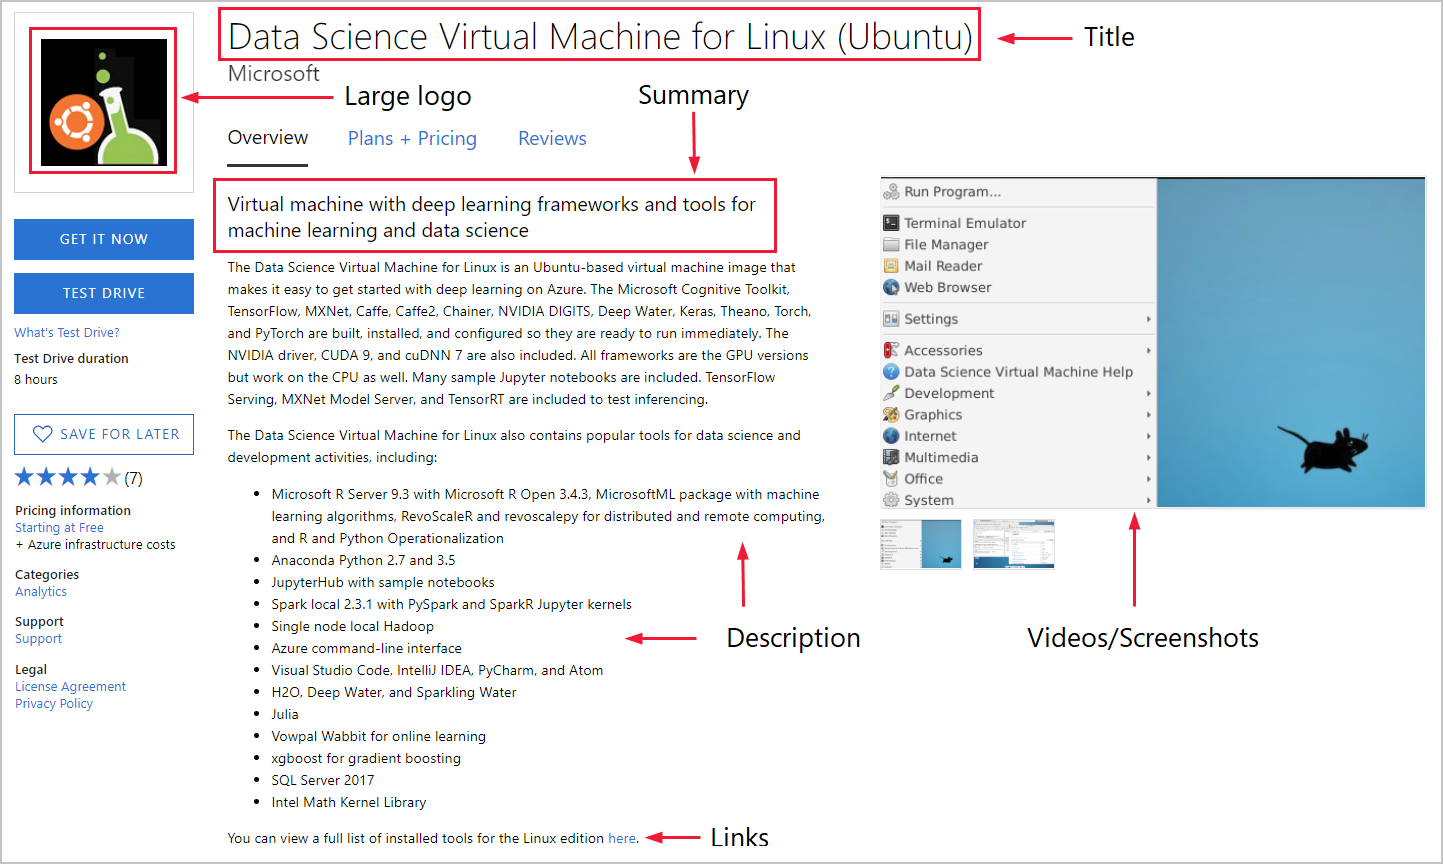 Data Science Virtual Machine for Linux (Ubuntu)
Title
Microsoft
Large logo
Summary
Overview
Plans + Pricing
Reviews
Virtual machine with deep learning frameworks and tools for
machine learning and data science
GET IT NOW
TEST DRIVE
What's Test Drive?
Test Drive duration
8 hours
SAVE FOR LATER
(7)
Pricing information
Starting at Free
+ Azure infrastructure costs
Categories
Analytics
Support
Support
Legal
License Agreement
Privacy Policy
The Data Science Virtual Machine for Linux is an Ubuntu-based virtual machine image that
makes it easy to get started with deep learning on Azure. The Microsoft Cognitive Toolkit,
TensorFlow, MXNet, Caffe, Caffe2, Chainer, NVIDIA DIGITS, Deep Water, Keras, Theano, Torch,
and PyTorch are built, installed, and configured so they are ready to run immediately. The
NVIDIA driver, CUDA 9, and cuDNN 7 are also included. All frameworks are the GPU versions
but work on the CPU as well. Many sample Jupyter notebooks are included. TensorFlow
Serving, MXNet Model Server, and TensorRT are included to test inferencing.
The Data Science Virtual Machine for Linux also contains popular tools for data science and
development activities, including:
• Microsoft R Server 9.3 with Microsoft R Open 3.4.3, MicrosoftML package with machine
learning algorithms, RevoScaleR and revoscalepy for distributed and remote computing,
and R and Python Operationalization
• Anaconda Python 2.7 and 3.5
• JupyterHub with sample notebooks
• Spark local 2.3.1 with PySpark and SparkR Jupyter kernels
• Single node local Hadoop
• Azure command-line interface
• Visual Studio Code, IntelliJ IDEA, PyCharm, and Atom
• H2O, Deep Water, and Sparkling Water
• Julia
• Vowpal Wabbit for online learning
• xgboost for gradient boosting
• SQL Server 2017
• Intel Math Kernel Library
You can view a full list of installed tools for the Linux edition here.
Links
Description
Run Program...
Terminal Emulator
File Manager
Mail Reader
Web Browser
Settings
Accessories
Data Science Virtual Machine Help
Development
Graphics
Internet
Multimedia
Office
System
Videos/Screenshots